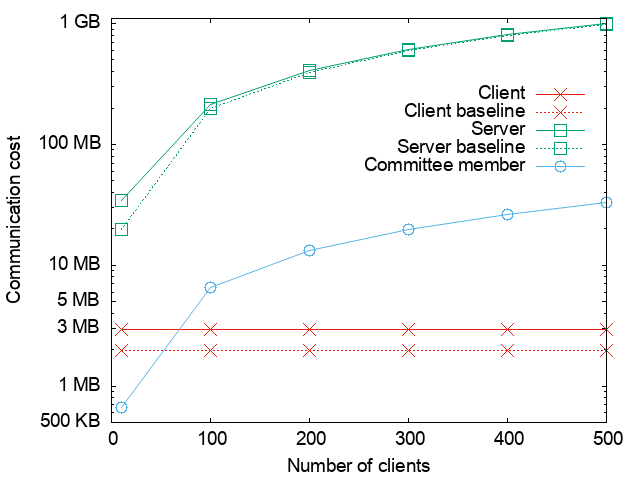 1 GB
100 MB
10 MB
5 MB
3 MB
1 MB
500 KB
Communication cost
Client
Client baseline
Server
Server baseline
Committee member
0 100 200 300 400 500
Number of clients